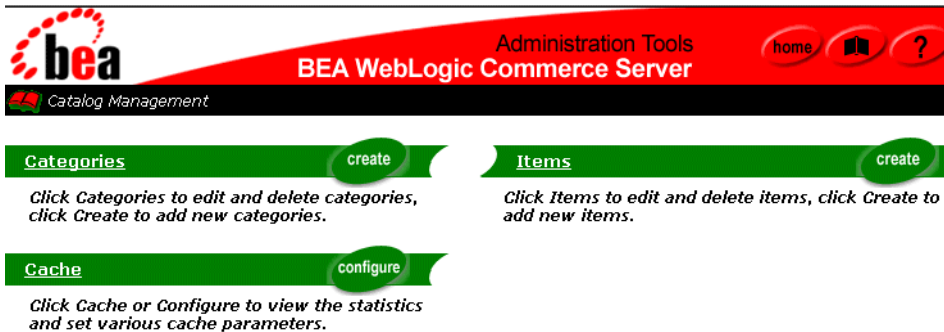 bea
Administration Tools
BEA WebLogic Commerce Server
home
?
Catalog Management
Categories
create
Click Categories to edit and delete categories,
click Create to add new categories.
Items
create
Click Items to edit and delete items, click Create to
add new items.
Cache
configure
Click Cache or Configure to view the statistics
and set various cache parameters.